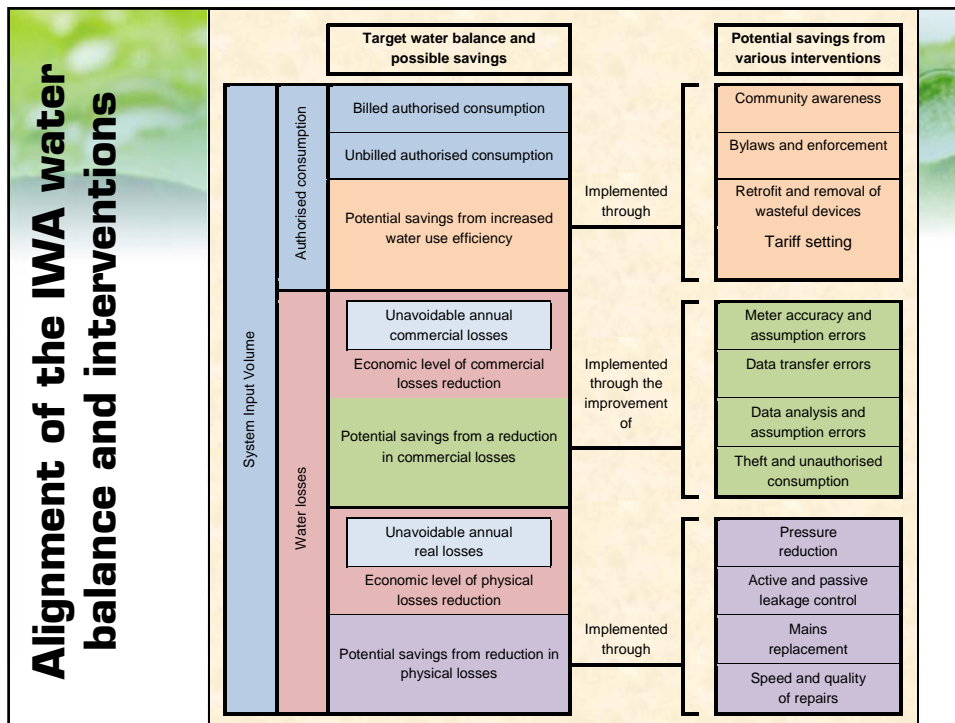 Alignment of the IWA water
balance and interventions
Target water balance and
possible savings
Potential savings from
various interventions
System Input Volume
Authorised consumption
Billed authorised consumption
Unbilled authorised consumption
Potential savings from increased
water use efficiency
Implemented
through
Community awareness
Bylaws and enforcement
Retrofit and removal of
wasteful devices
Tariff setting
Water losses
Unavoidable annual
commercial losses
Economic level of commercial
losses reduction
Potential savings from a reduction
in commercial losses
Implemented
through the
improvement
of
Meter accuracy and
assumption errors
Data transfer errors
Data analysis and
assumption errors
Theft and unauthorised
consumption
Unavoidable annual
real losses
Economic level of physical
losses reduction
Potential savings from reduction in
physical losses
Implemented
through
Pressure
reduction
Active and passive
leakage control
Mains
replacement
Speed and quality
of repairs